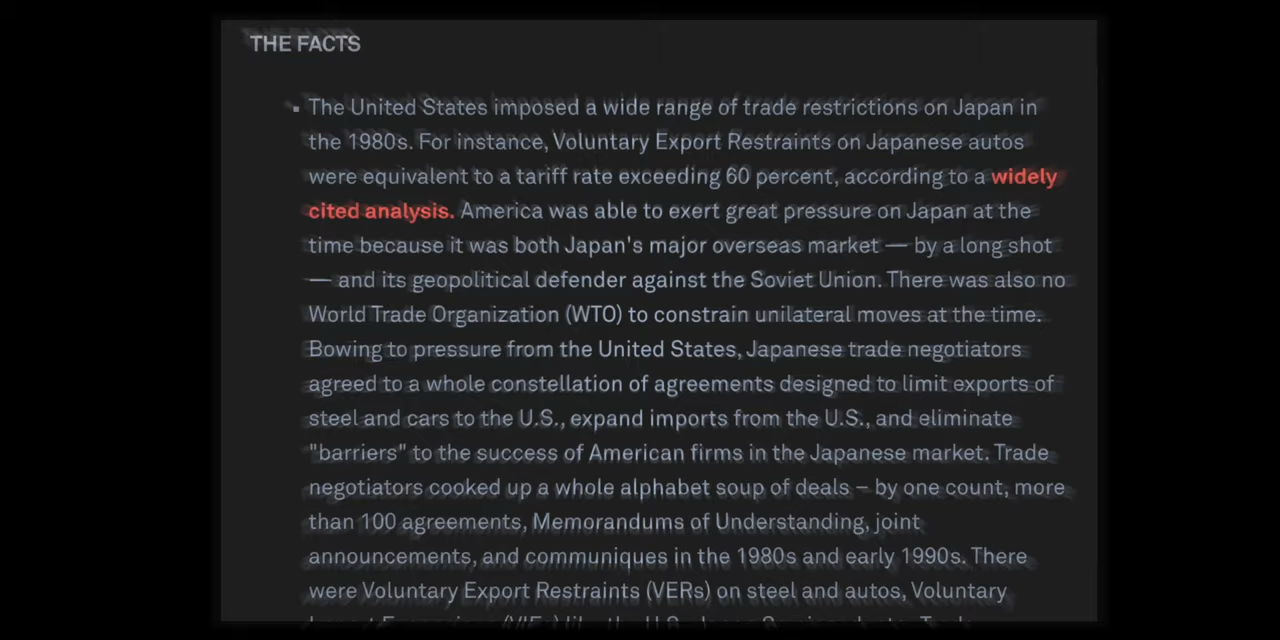 THE FACTS
▪ The United States imposed a wide range of trade restrictions on Japan in
the 1980s. For instance, Voluntary Export Restraints on Japanese autos
were equivalent to a tariff rate exceeding 60 percent, according to a widely
cited analysis. America was able to exert great pressure on Japan at the
time because it was both Japan's major overseas market — by a long shot
— and its geopolitical defender against the Soviet Union. There was also no
World Trade Organization (WTO) to constrain unilateral moves at the time.
Bowing to pressure from the United States, Japanese trade negotiators
agreed to a whole constellation of agreements designed to limit exports of
steel and cars to the U.S., expand imports from the U.S., and eliminate
"barriers" to the success of American firms in the Japanese market. Trade
negotiators cooked up a whole alphabet soup of deals – by one count, more
than 100 agreements, Memorandums of Understanding, joint
announcements, and communiques in the 1980s and early 1990s. There
were Voluntary Export Restraints (VERs) on steel and autos, Voluntary